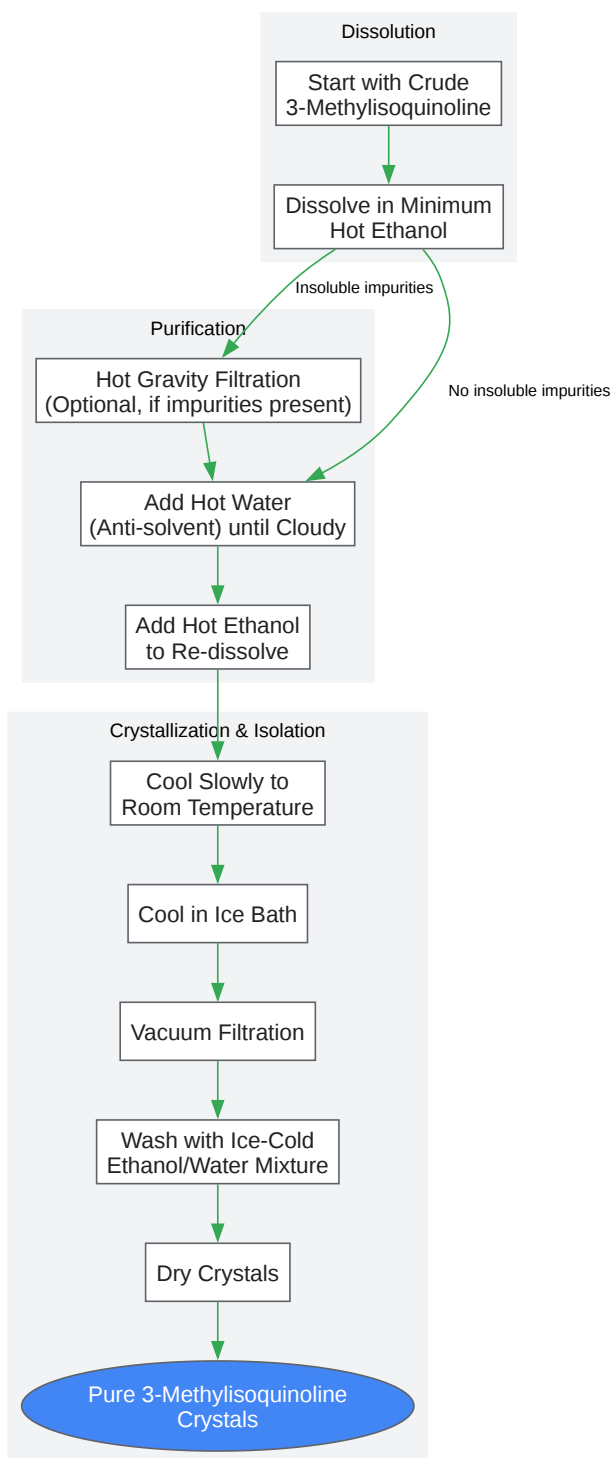 Dissolution
Start with Crude
3-Methylisoquinoline
Dissolve in Minimum
Hot Ethanol
Insoluble impurities
Purification
Hot Gravity Filtration
(Optional, if impurities present)
No insoluble impurities
Add Hot Water
(Anti-solvent) until Cloudy
Add Hot Ethanol
to Re-dissolve
Crystallization & Isolation
Cool Slowly to
Room Temperature
Cool in Ice Bath
Vacuum Filtration
Wash with Ice-Cold
Ethanol/Water Mixture
Dry Crystals
Pure 3-Methylisoquinoline
Crystals